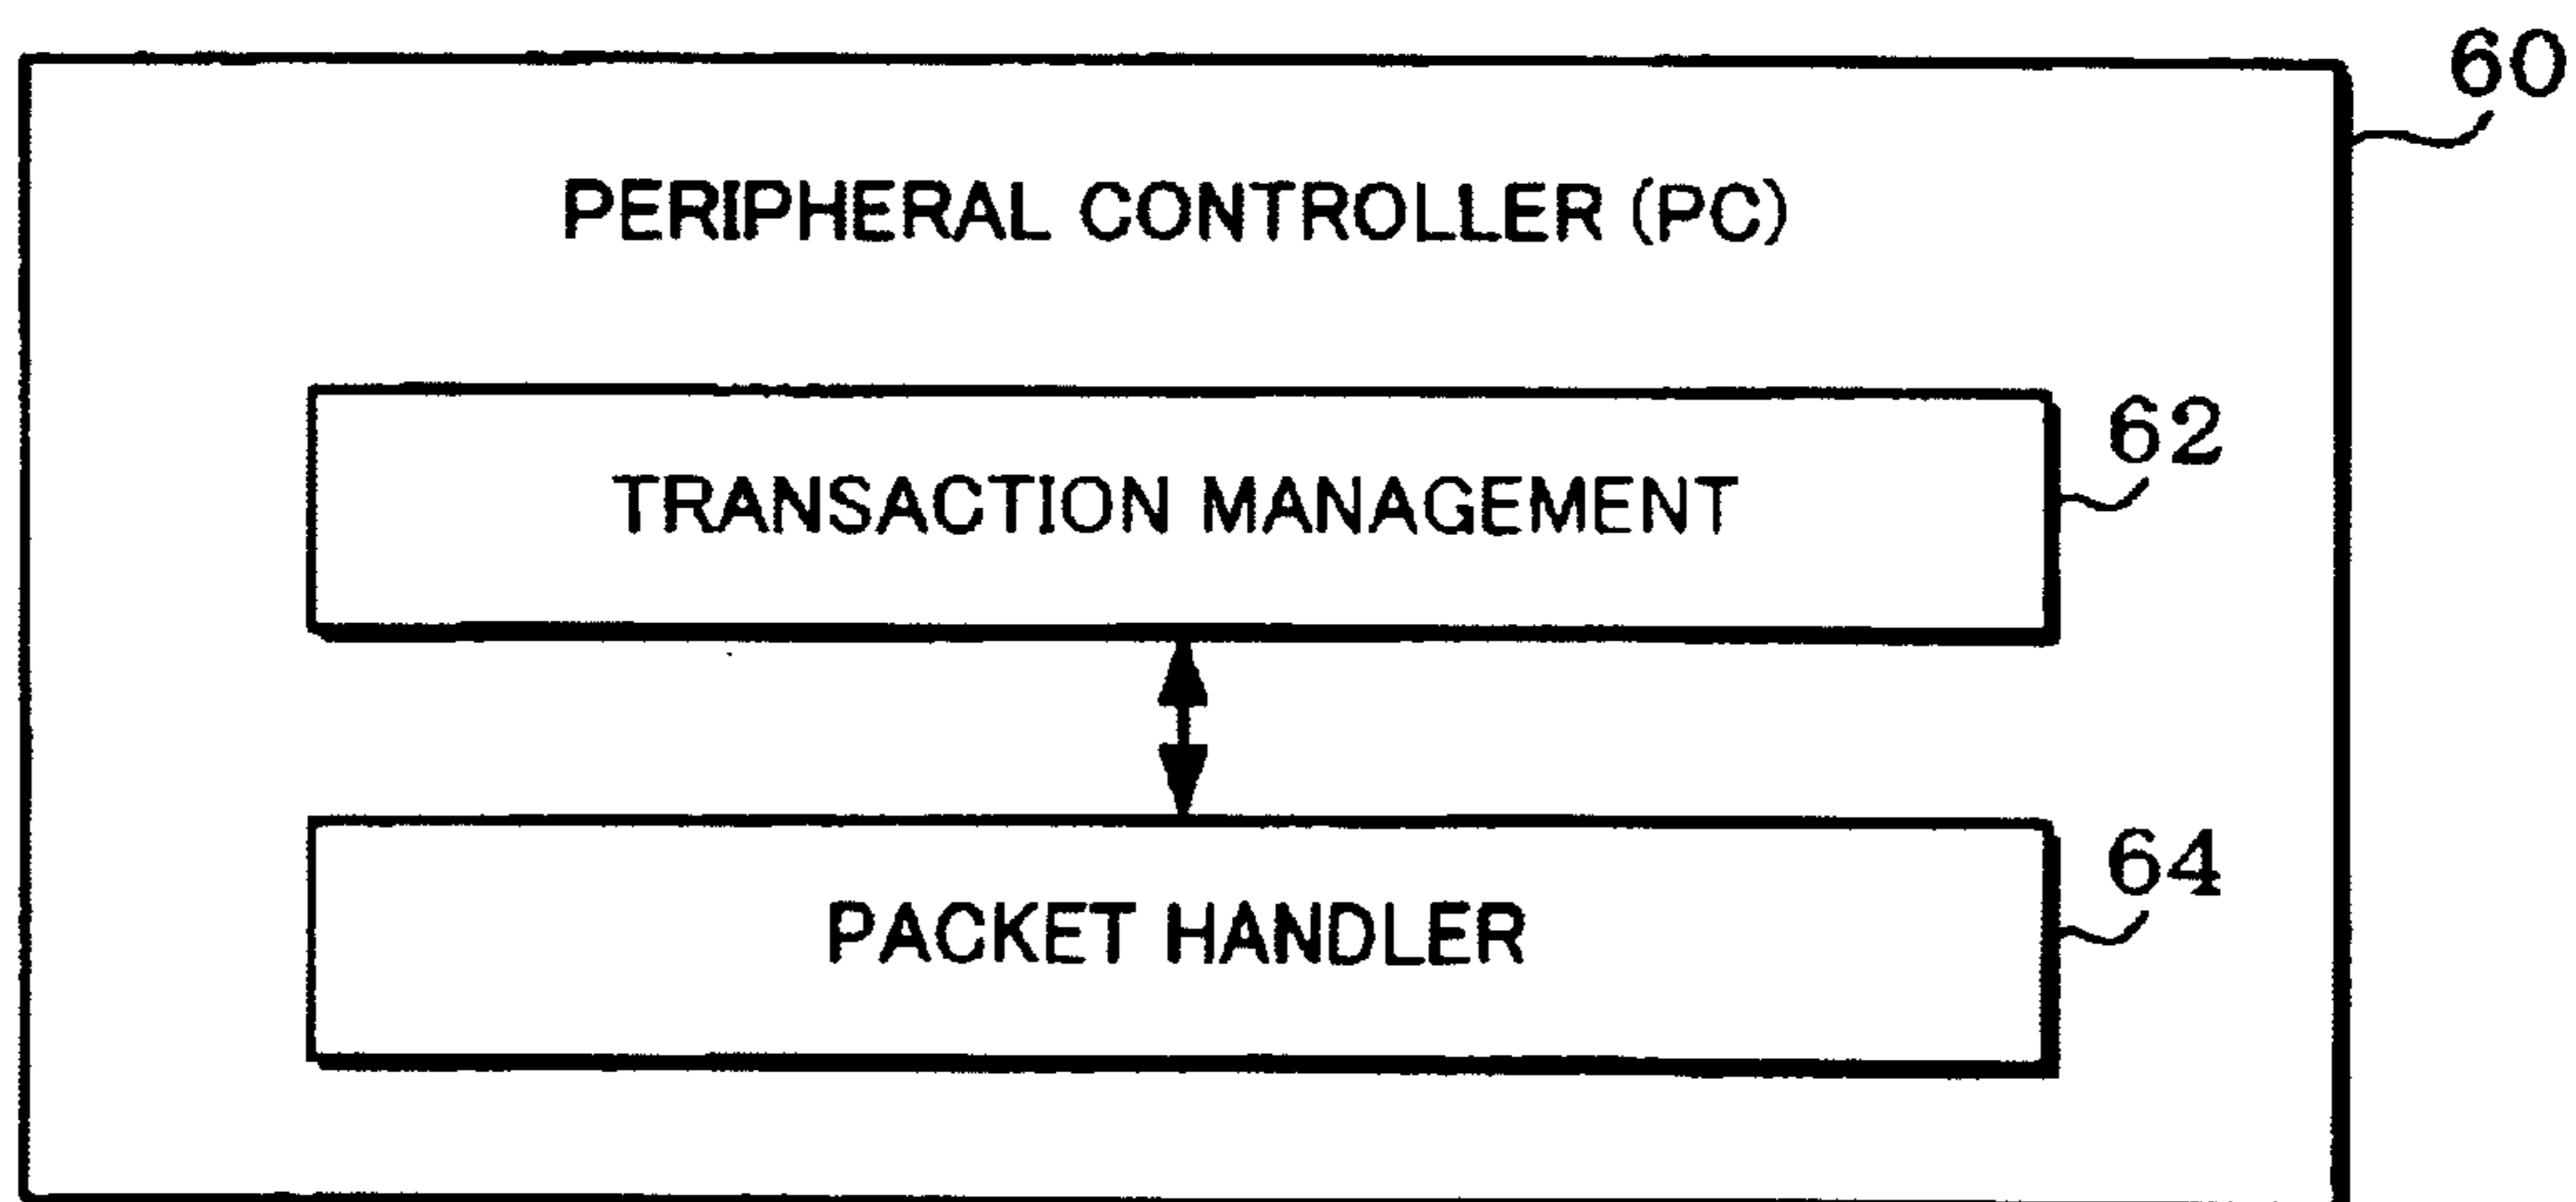 60
PERIPHERAL CONTROLLER (PC)
62
TRANSACTION MANAGEMENT
64
PACKET HANDLER